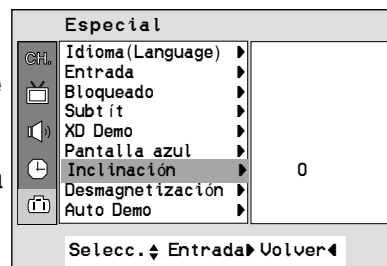 Especial
CH.
Idioma(Language)
Entrada
Bloqueado
Subtít
XD Demo
Pantalla azul
Inclinación 0
Desmagnetización
Auto Demo
Selecc. Entrada Volver